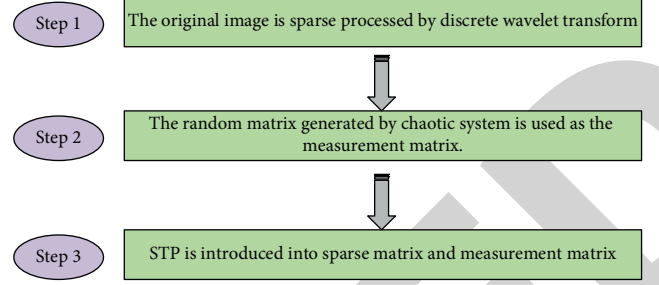 Step 1
The original image is sparse processed by discrete wavelet transform
Step 2
The random matrix generated by chaotic system is used as the
measurement matrix.
Step 3
STP is introduced into sparse matrix and measurement matrix